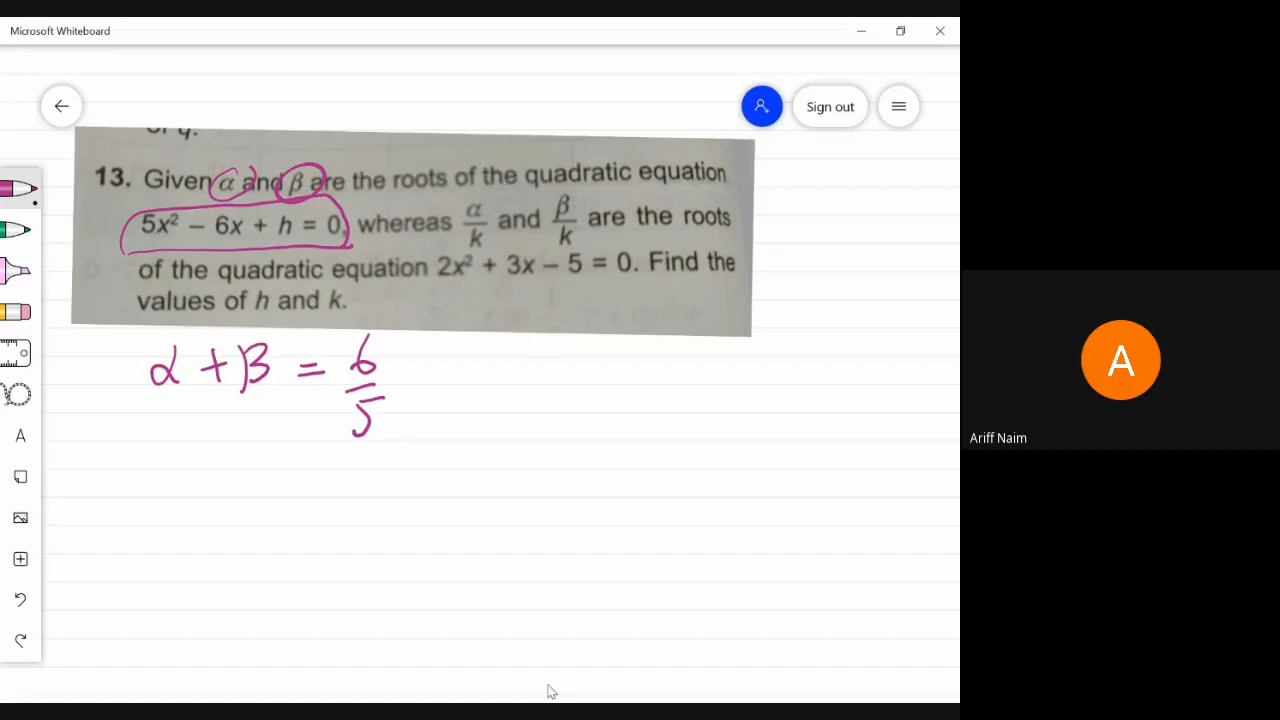 Microsoft Whiteboard
Sign out
13. Given α and β are the roots of the quadratic equation
5x² − 6x + h = 0, whereas α/k and β/k are the roots
of the quadratic equation 2x² + 3x − 5 = 0. Find the
values of h and k.
α + β = 6/5
A
A
Ariff Naim